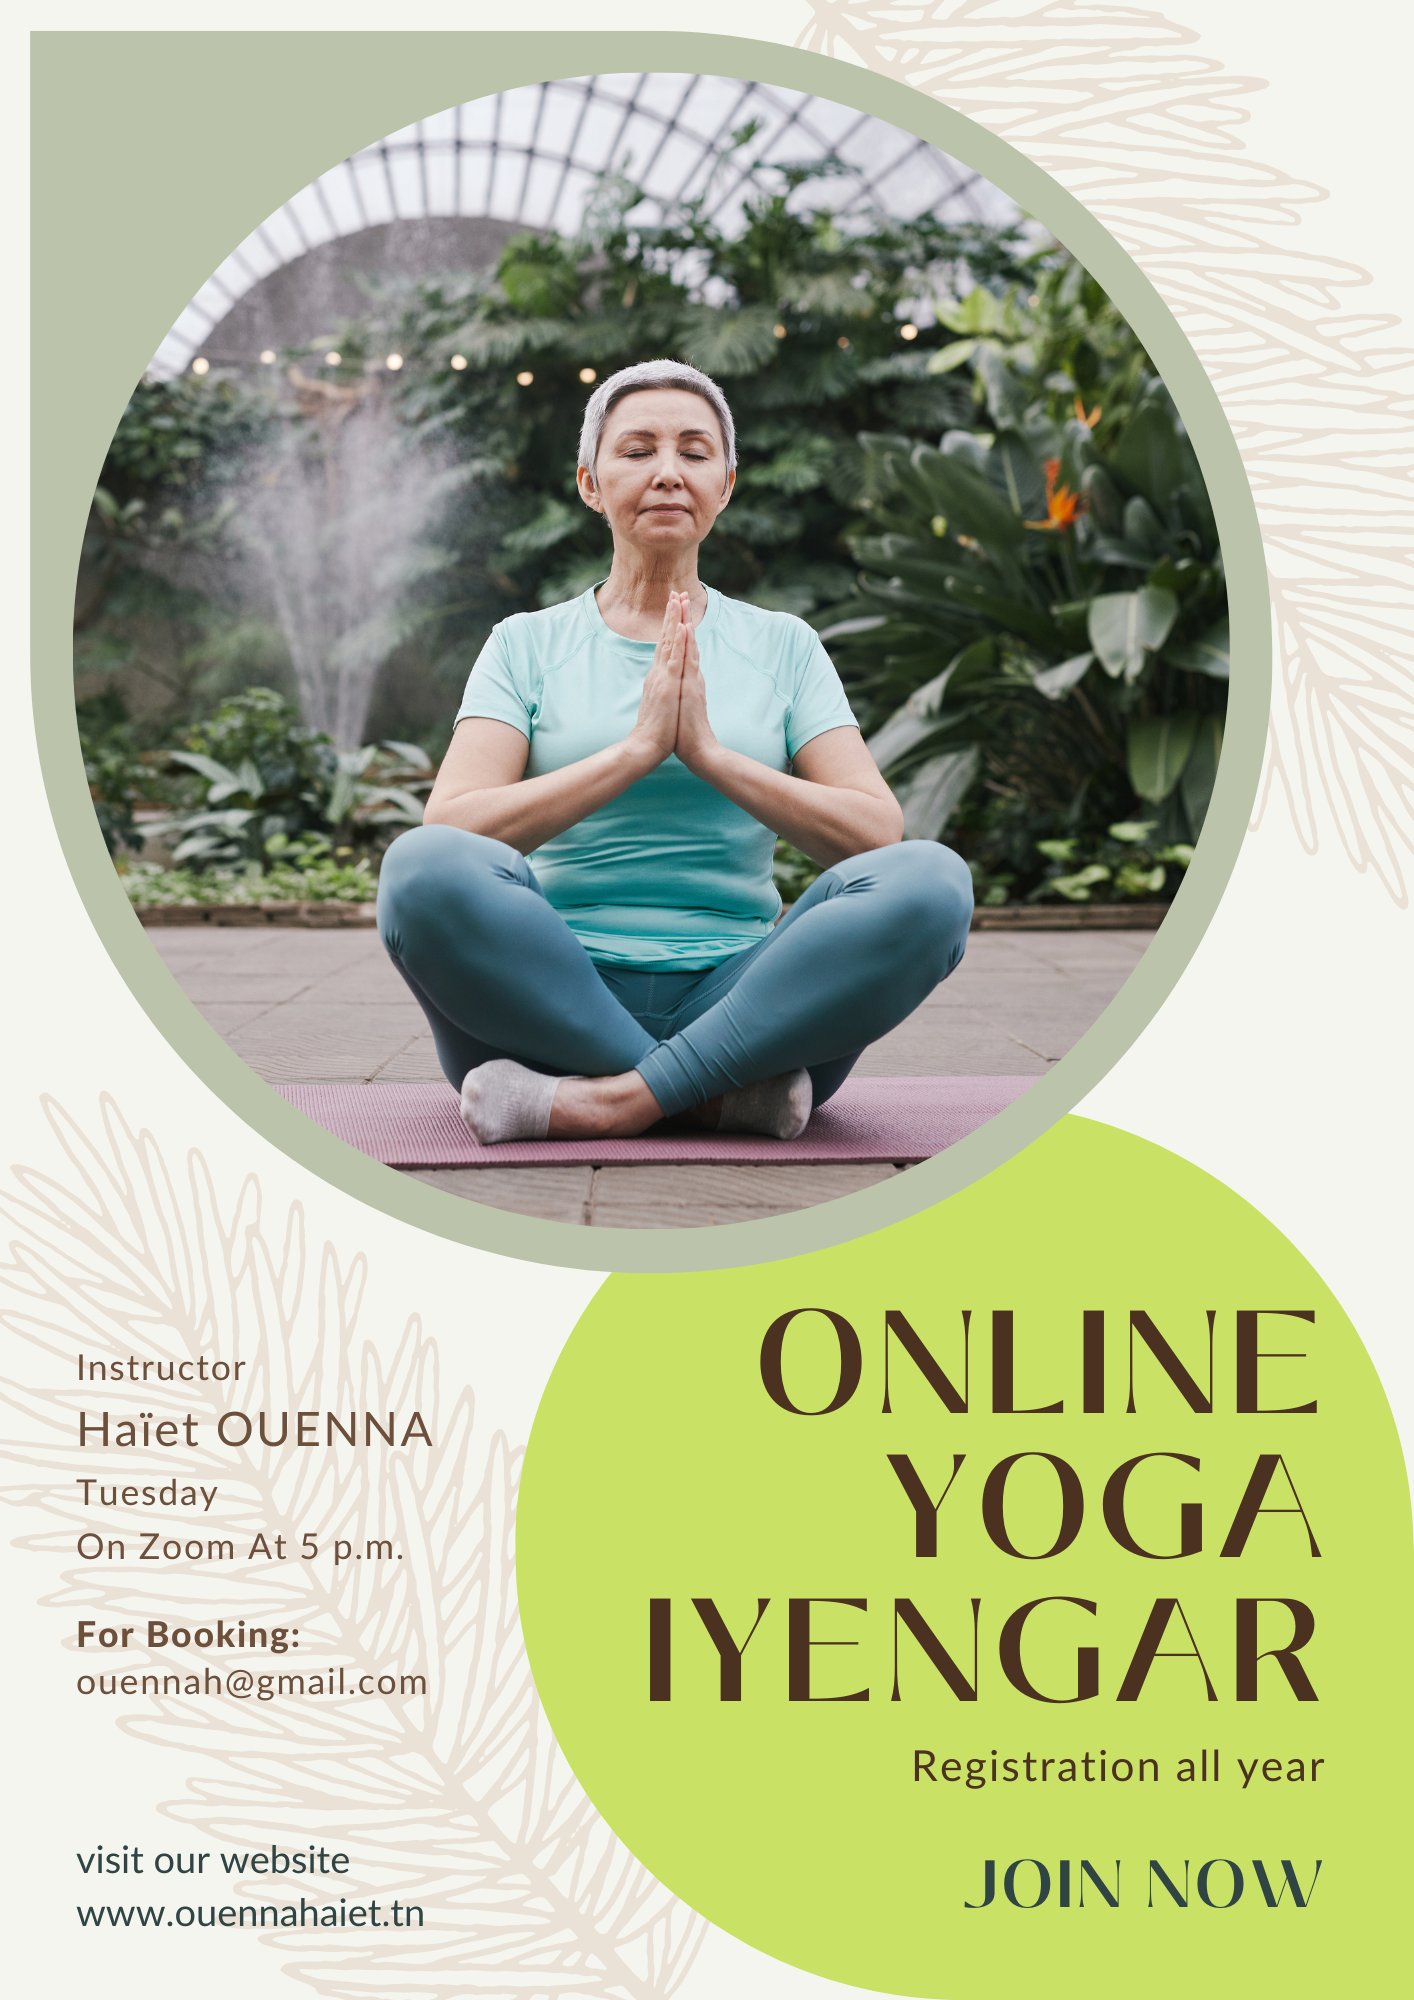 ONLINE
YOGA
IYENGAR
Registration all year
JOIN NOW
Instructor
Haïet OUENNA
Tuesday
On Zoom At 5 p.m.
For Booking:
ouennah@gmail.com
visit our website
www.ouennahaiet.tn